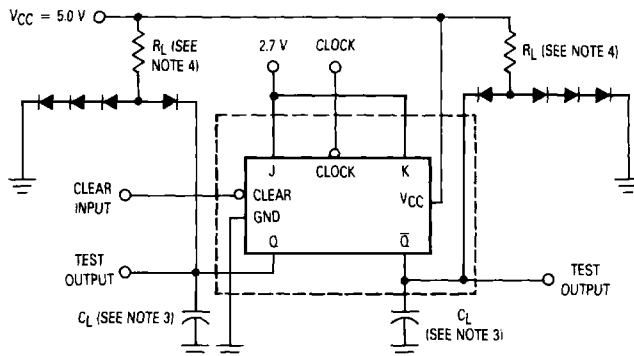 VCC = 5.0 V
RL (SEE
NOTE 4)
2.7 V
CLOCK
RL (SEE
NOTE 4)
J
CLOCK
K
CLEAR
INPUT
CLEAR
VCC
GND
Q
Q̅
TEST
OUTPUT
TEST
OUTPUT
CL (SEE NOTE 3)
CL
(SEE NOTE 3)